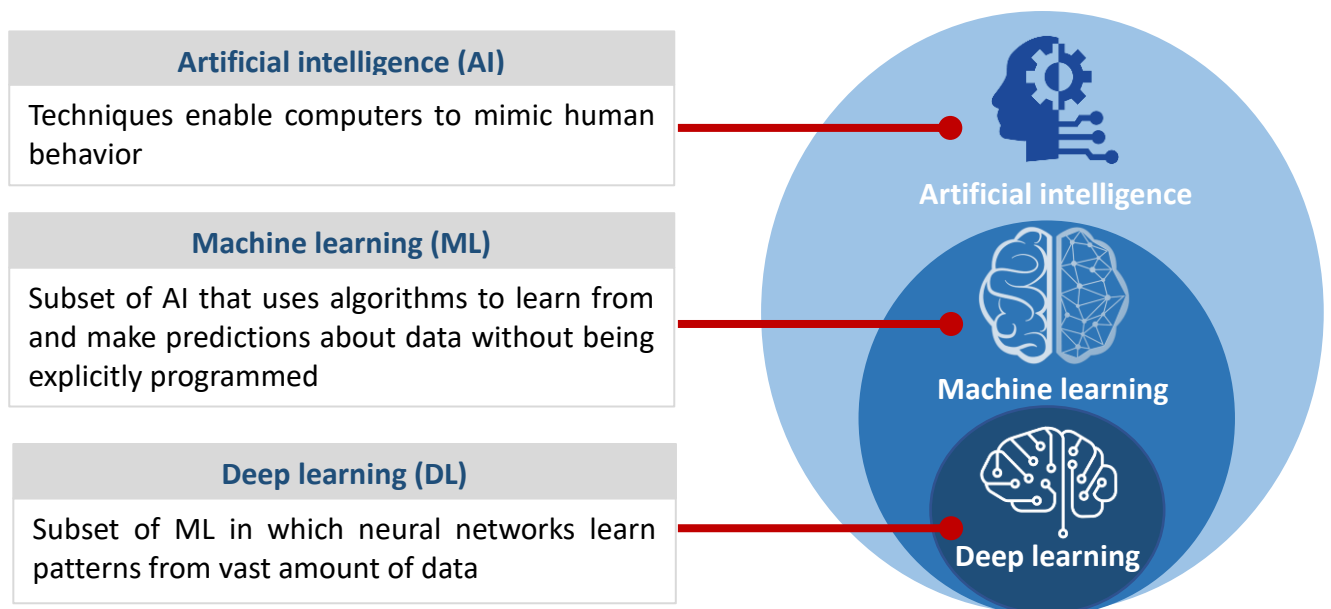 Artificial intelligence (AI)
Techniques enable computers to mimic human
behavior
Machine learning (ML)
Subset of AI that uses algorithms to learn from
and make predictions about data without being
explicitly programmed
Deep learning (DL)
Subset of ML in which neural networks learn
patterns from vast amount of data
Artificial intelligence
Machine learning
Deep learning